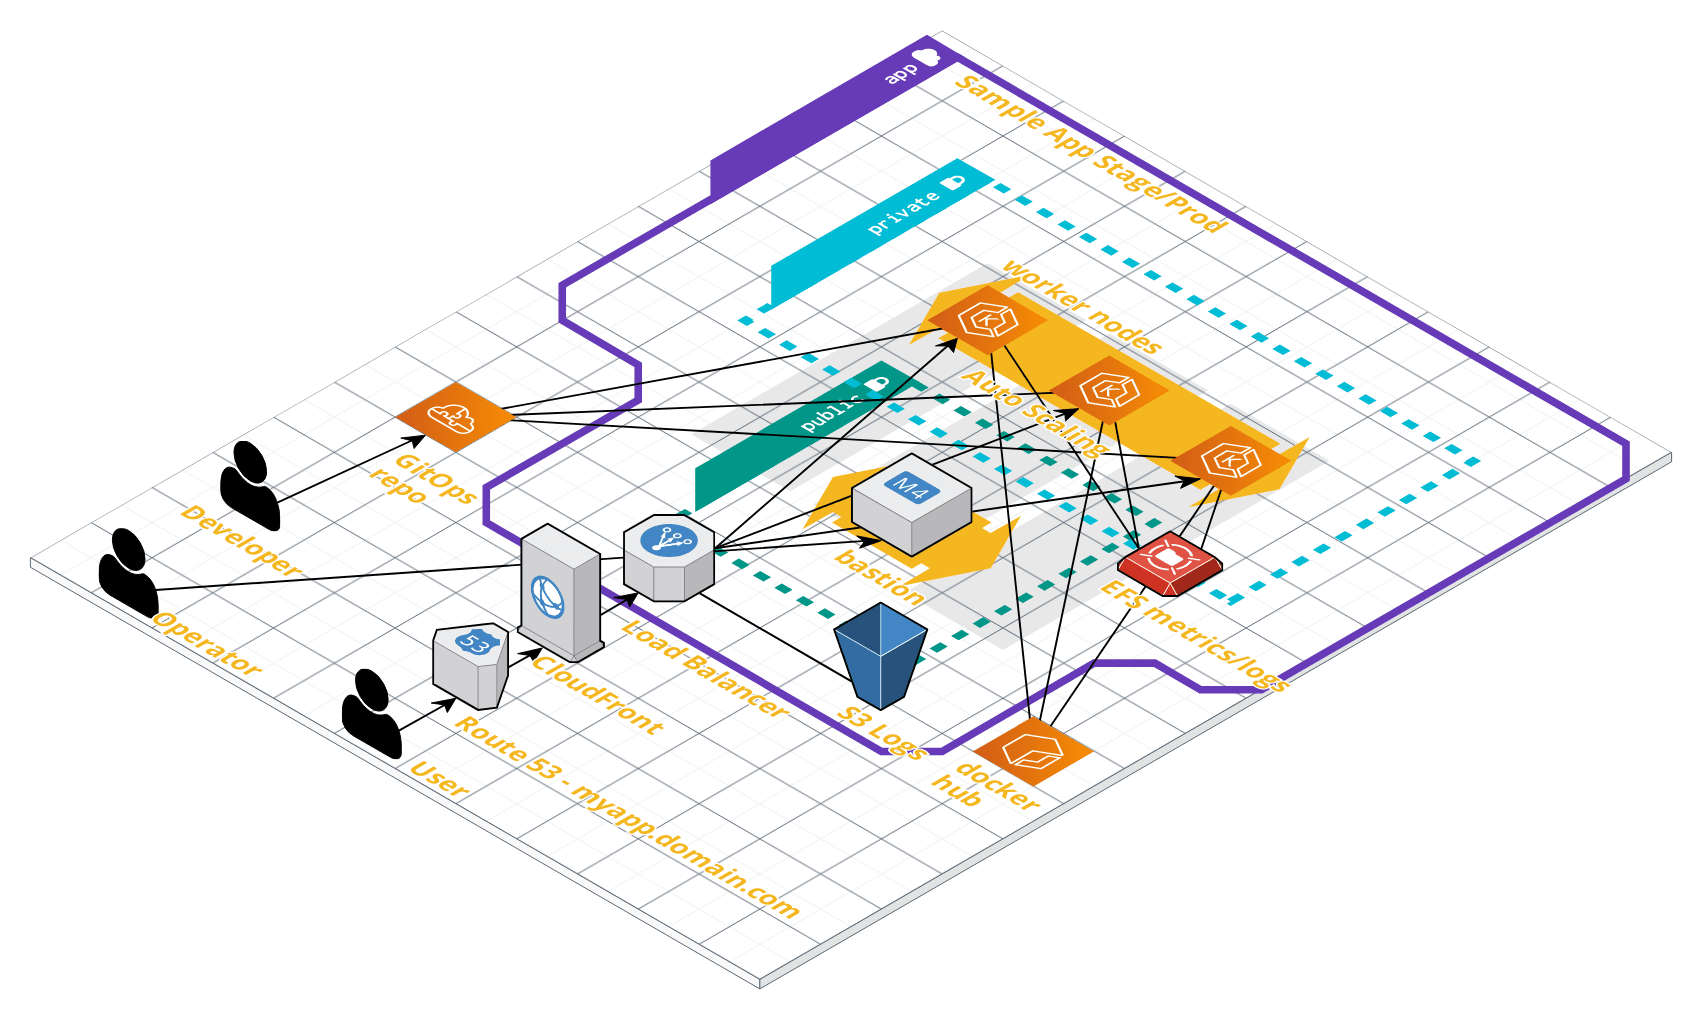 app
Sample App Stage/Prod
private
worker nodes
Auto Scaling
K
K
K
public
GitOps
repo
Developer
M4
bastion
EFS metrics/logs
Operator
Load Balancer
53
CloudFront
S3 Logs
User
Route 53 - myapp.domain.com
docker
hub